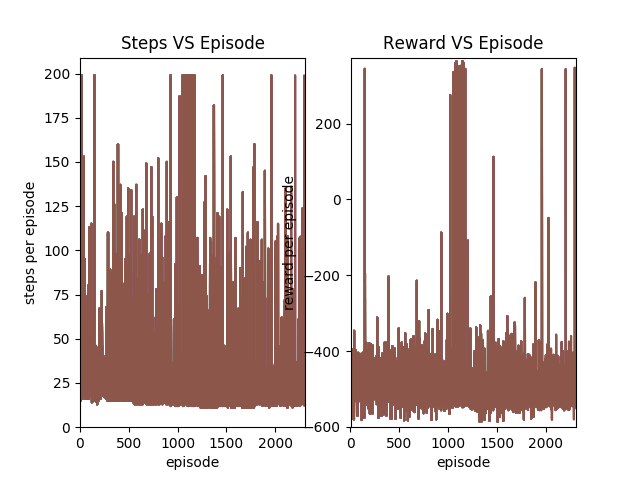 Steps VS Episode
200
175
150
125
100
75
50
25
0
steps per episode
0 500 1000 1500 2000
episode
Reward VS Episode
200
0
−200
−400
−600
reward per episode
0 500 1000 1500 2000
episode